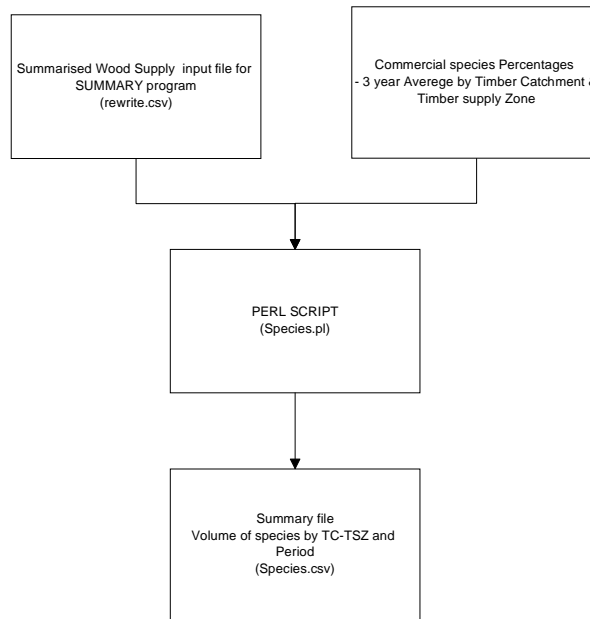 Summarised Wood Supply  input file for
SUMMARY program
(rewrite.csv)
Commercial species Percentages
- 3 year Averege by Timber Catchment &
Timber supply Zone
PERL SCRIPT
(Species.pl)
Summary file
Volume of species by TC-TSZ and
Period
(Species.csv)